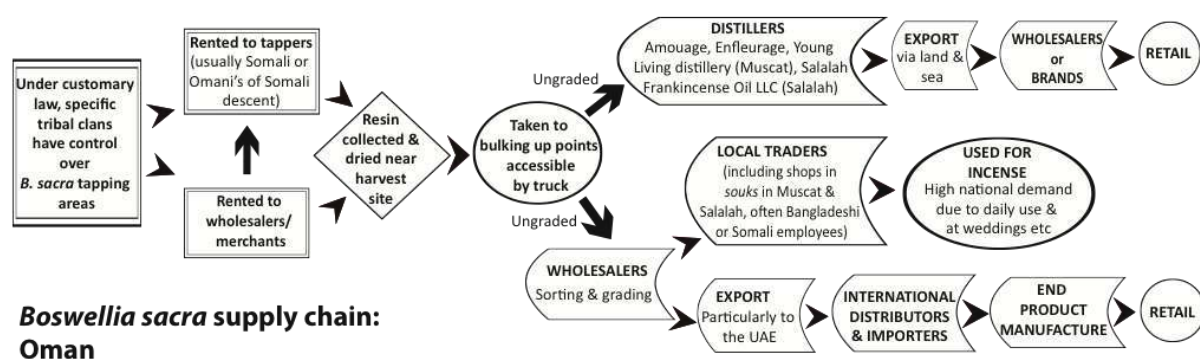 Under customary
law, specific
tribal clans
have control
over
B. sacra tapping
areas
Rented to tappers
(usually Somali or
Omani's of Somali
descent)
Rented to
wholesalers/
merchants
Resin
collected &
dried near
harvest
site
Taken to
bulking up points
accessible
by truck
Ungraded
Ungraded
DISTILLERS
Amouage, Enfleurage, Young
Living distillery (Muscat), Salalah
Frankincense Oil LLC (Salalah)
EXPORT
via land &
sea
WHOLESALERS
or
BRANDS
RETAIL
LOCAL TRADERS
(including shops in
souks in Muscat &
Salalah, often Bangladeshi
or Somali employees)
USED FOR
INCENSE
High national demand
due to daily use &
at weddings etc
WHOLESALERS
Sorting & grading
EXPORT
Particularly to
the UAE
INTERNATIONAL
DISTRIBUTORS
& IMPORTERS
END
PRODUCT
MANUFACTURE
RETAIL
Boswellia sacra supply chain:
Oman